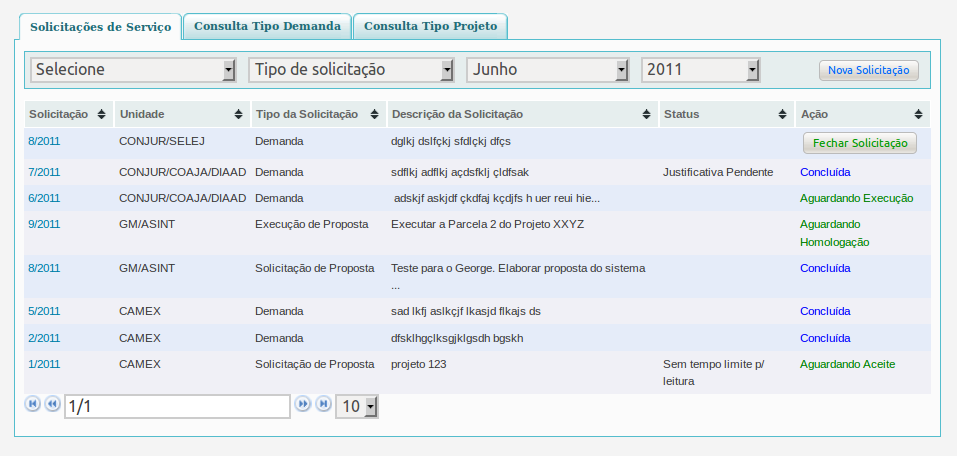 Solicitações de Serviço Consulta Tipo Demanda Consulta Tipo Projeto
Selecione Tipo de solicitação Junho 2011 Nova Solicitação
Solicitação Unidade Tipo da Solicitação Descrição da Solicitação Status Ação
8/2011 CONJUR/SELEJ Demanda dglkj dslfçkj sfdlçkj dfçs Fechar Solicitação
7/2011 CONJUR/COAJA/DIAAD Demanda sdflkj adflkj açdsfklj çldfsak Justificativa Pendente Concluída
6/2011 CONJUR/COAJA/DIAAD Demanda adskjf askjdf çkdfaj kçdjfs h uer reui hie... Aguardando Execução
9/2011 GM/ASINT Execução de Proposta Executar a Parcela 2 do Projeto XXYZ Aguardando
Homologação
8/2011 GM/ASINT Solicitação de Proposta Teste para o George. Elaborar proposta do sistema Concluída
...
5/2011 CAMEX Demanda sad lkfj aslkçjf lkasjd flkajs ds Concluída
2/2011 CAMEX Demanda dfsklhgçlksgjklgsdh bgskh Concluída
1/2011 CAMEX Solicitação de Proposta projeto 123 Sem tempo limite p/ Aguardando Aceite
leitura
1/1 10